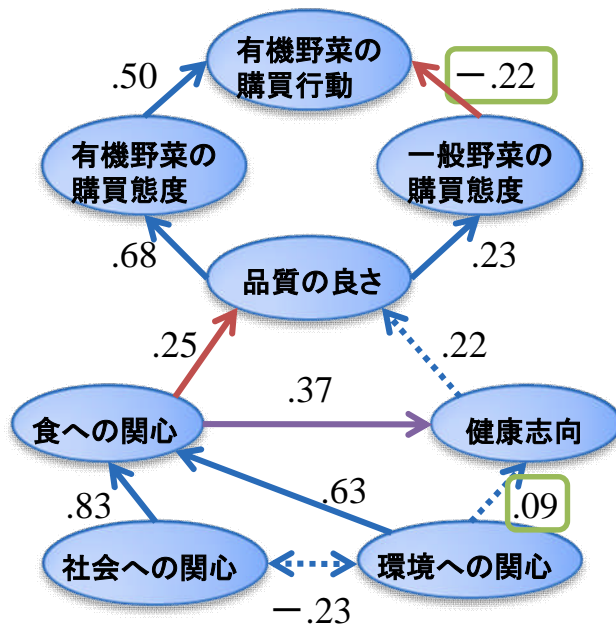 有機野菜の
購買行動
.50
－.22
有機野菜の
購買態度
一般野菜の
購買態度
.68
.23
品質の良さ
.25
.22
.37
食への関心
健康志向
.83
.63
.09
社会への関心
環境への関心
－.23